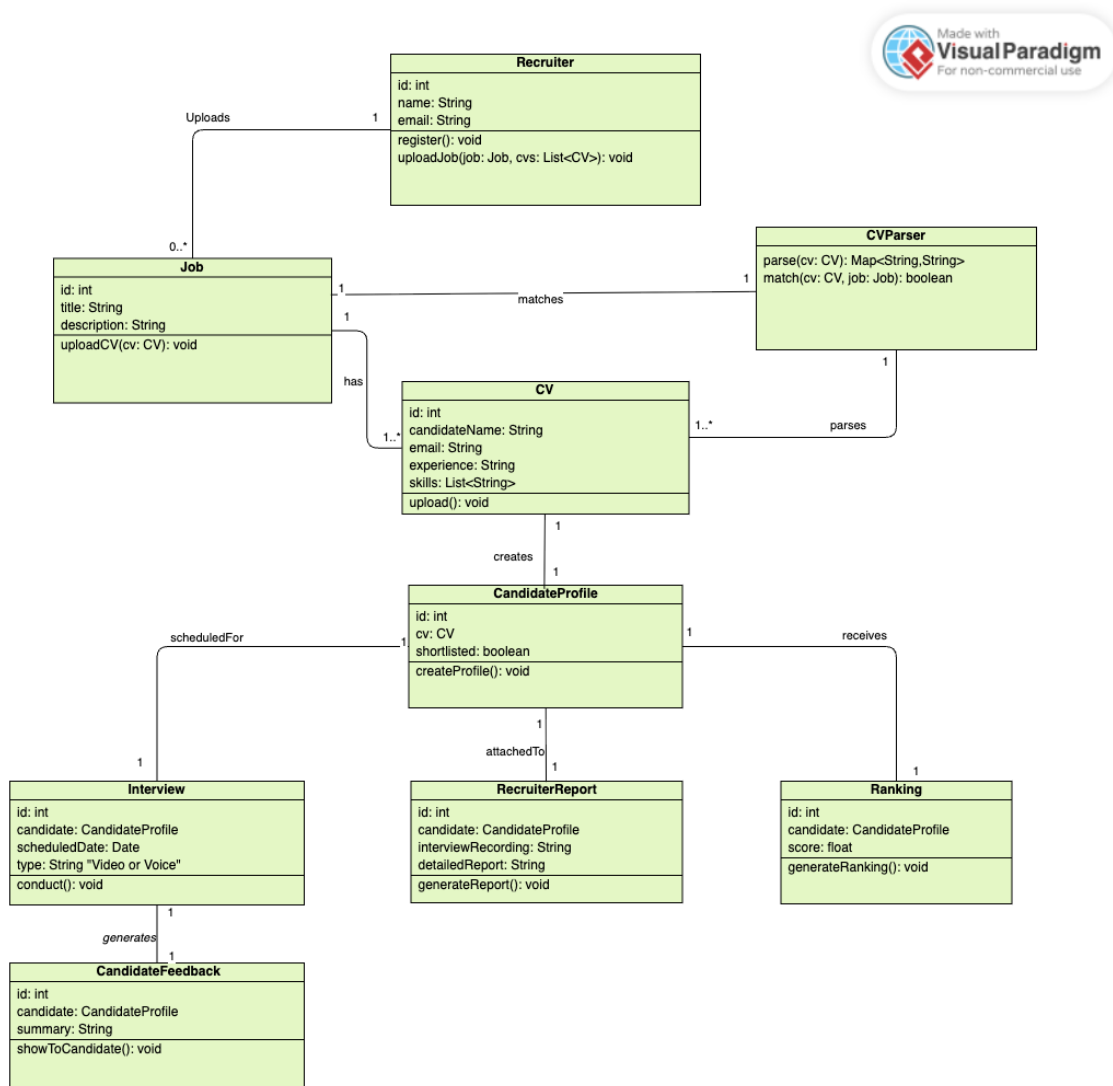 Made with
Visual Paradigm
For non-commercial use
Recruiter
id: int
name: String
email: String
register(): void
uploadJob(job: Job, cvs: List<CV>): void
Uploads
1
0..*
Job
id: int
title: String
description: String
uploadCV(cv: CV): void
CVParser
parse(cv: CV): Map<String,String>
match(cv: CV, job: Job): boolean
1
matches
1
1
has
1..*
CV
id: int
candidateName: String
email: String
experience: String
skills: List<String>
upload(): void
1
1..*
parses
1
creates
1
CandidateProfile
id: int
cv: CV
shortlisted: boolean
createProfile(): void
scheduledFor
1
1
1
receives
1
1
attachedTo
1
Interview
id: int
candidate: CandidateProfile
scheduledDate: Date
type: String "Video or Voice"
conduct(): void
RecruiterReport
id: int
candidate: CandidateProfile
interviewRecording: String
detailedReport: String
generateReport(): void
Ranking
id: int
candidate: CandidateProfile
score: float
generateRanking(): void
1
generates
1
CandidateFeedback
id: int
candidate: CandidateProfile
summary: String
showToCandidate(): void